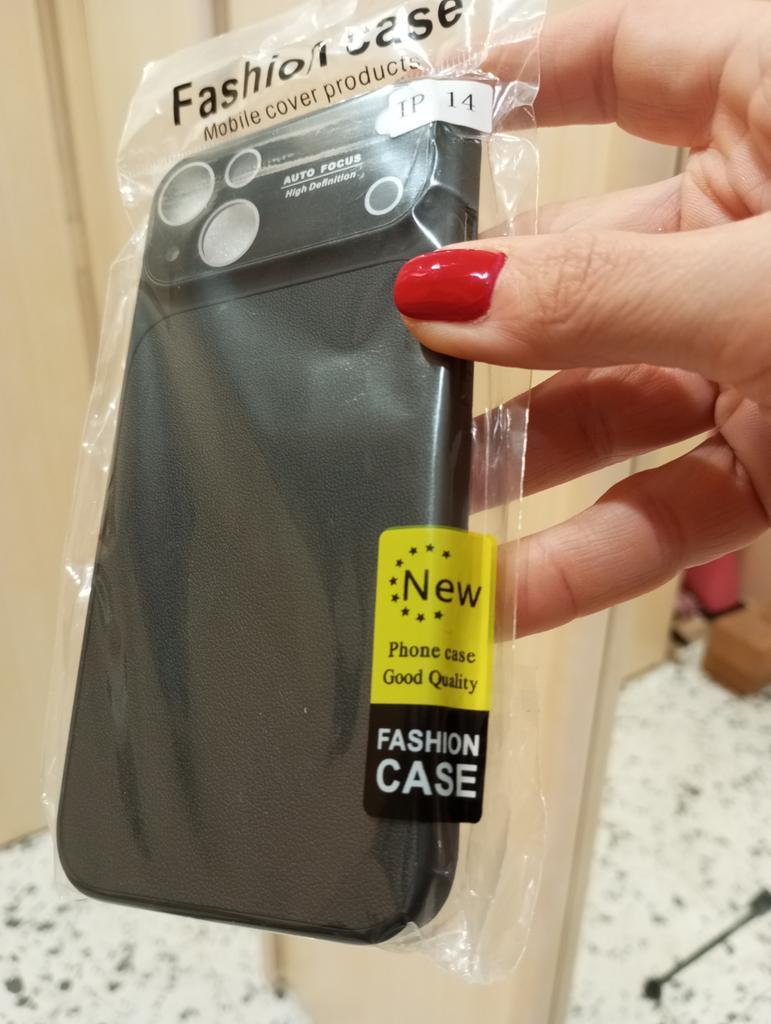 Fashion case
Mobile cover products
IP 14
AUTO FOCUS
High Definition
New
Phone case
Good Quality
FASHION
CASE